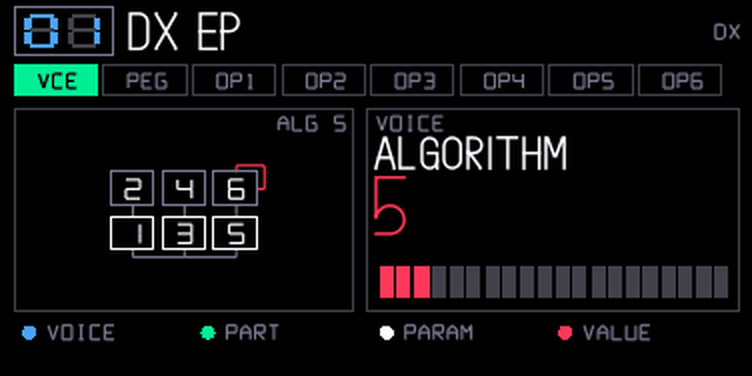 01 DX EP DX
VCE PEG OP1 OP2 OP3 OP4 OP5 OP6
ALG 5
2 4 6
1 3 5
VOICE
ALGORITHM
5
VOICE PART PARAM VALUE